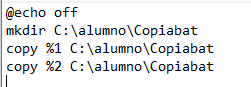 @echo off
mkdir C:\alumno\Copiabat
copy %1 C:\alumno\Copiabat
copy %2 C:\alumno\Copiabat